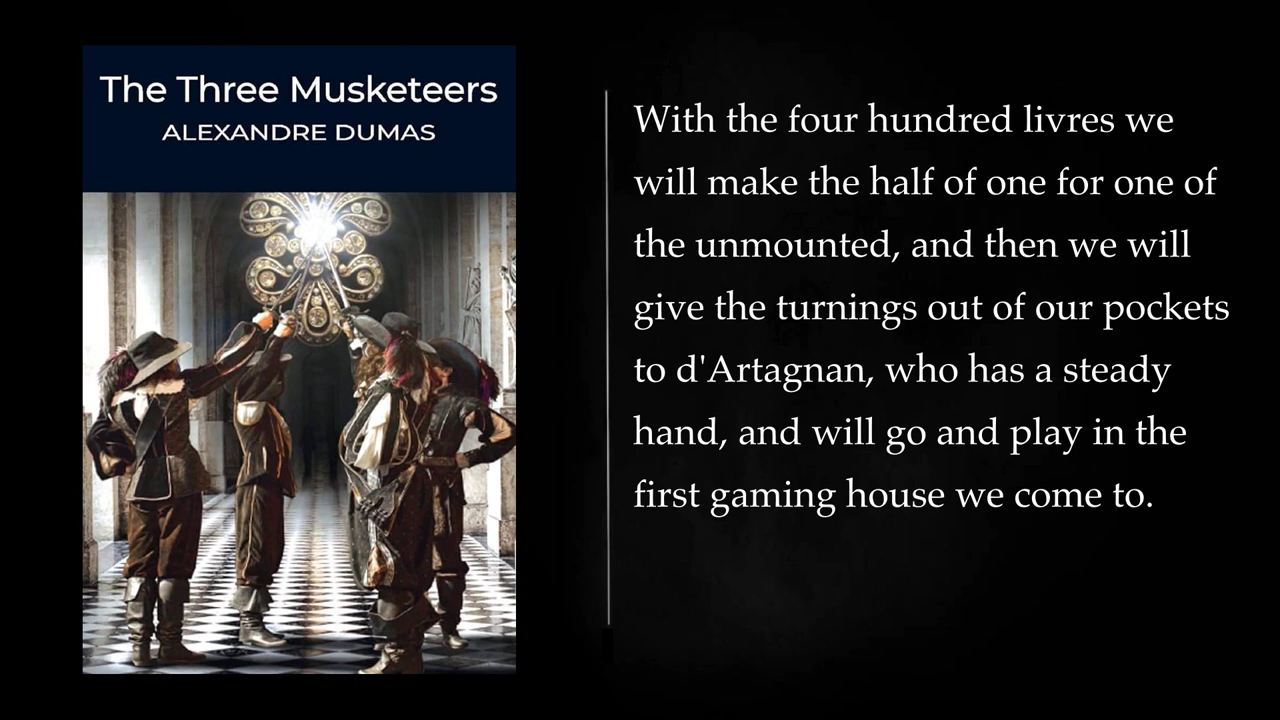 The Three Musketeers
ALEXANDRE DUMAS
With the four hundred livres we
will make the half of one for one of
the unmounted, and then we will
give the turnings out of our pockets
to d'Artagnan, who has a steady
hand, and will go and play in the
first gaming house we come to.